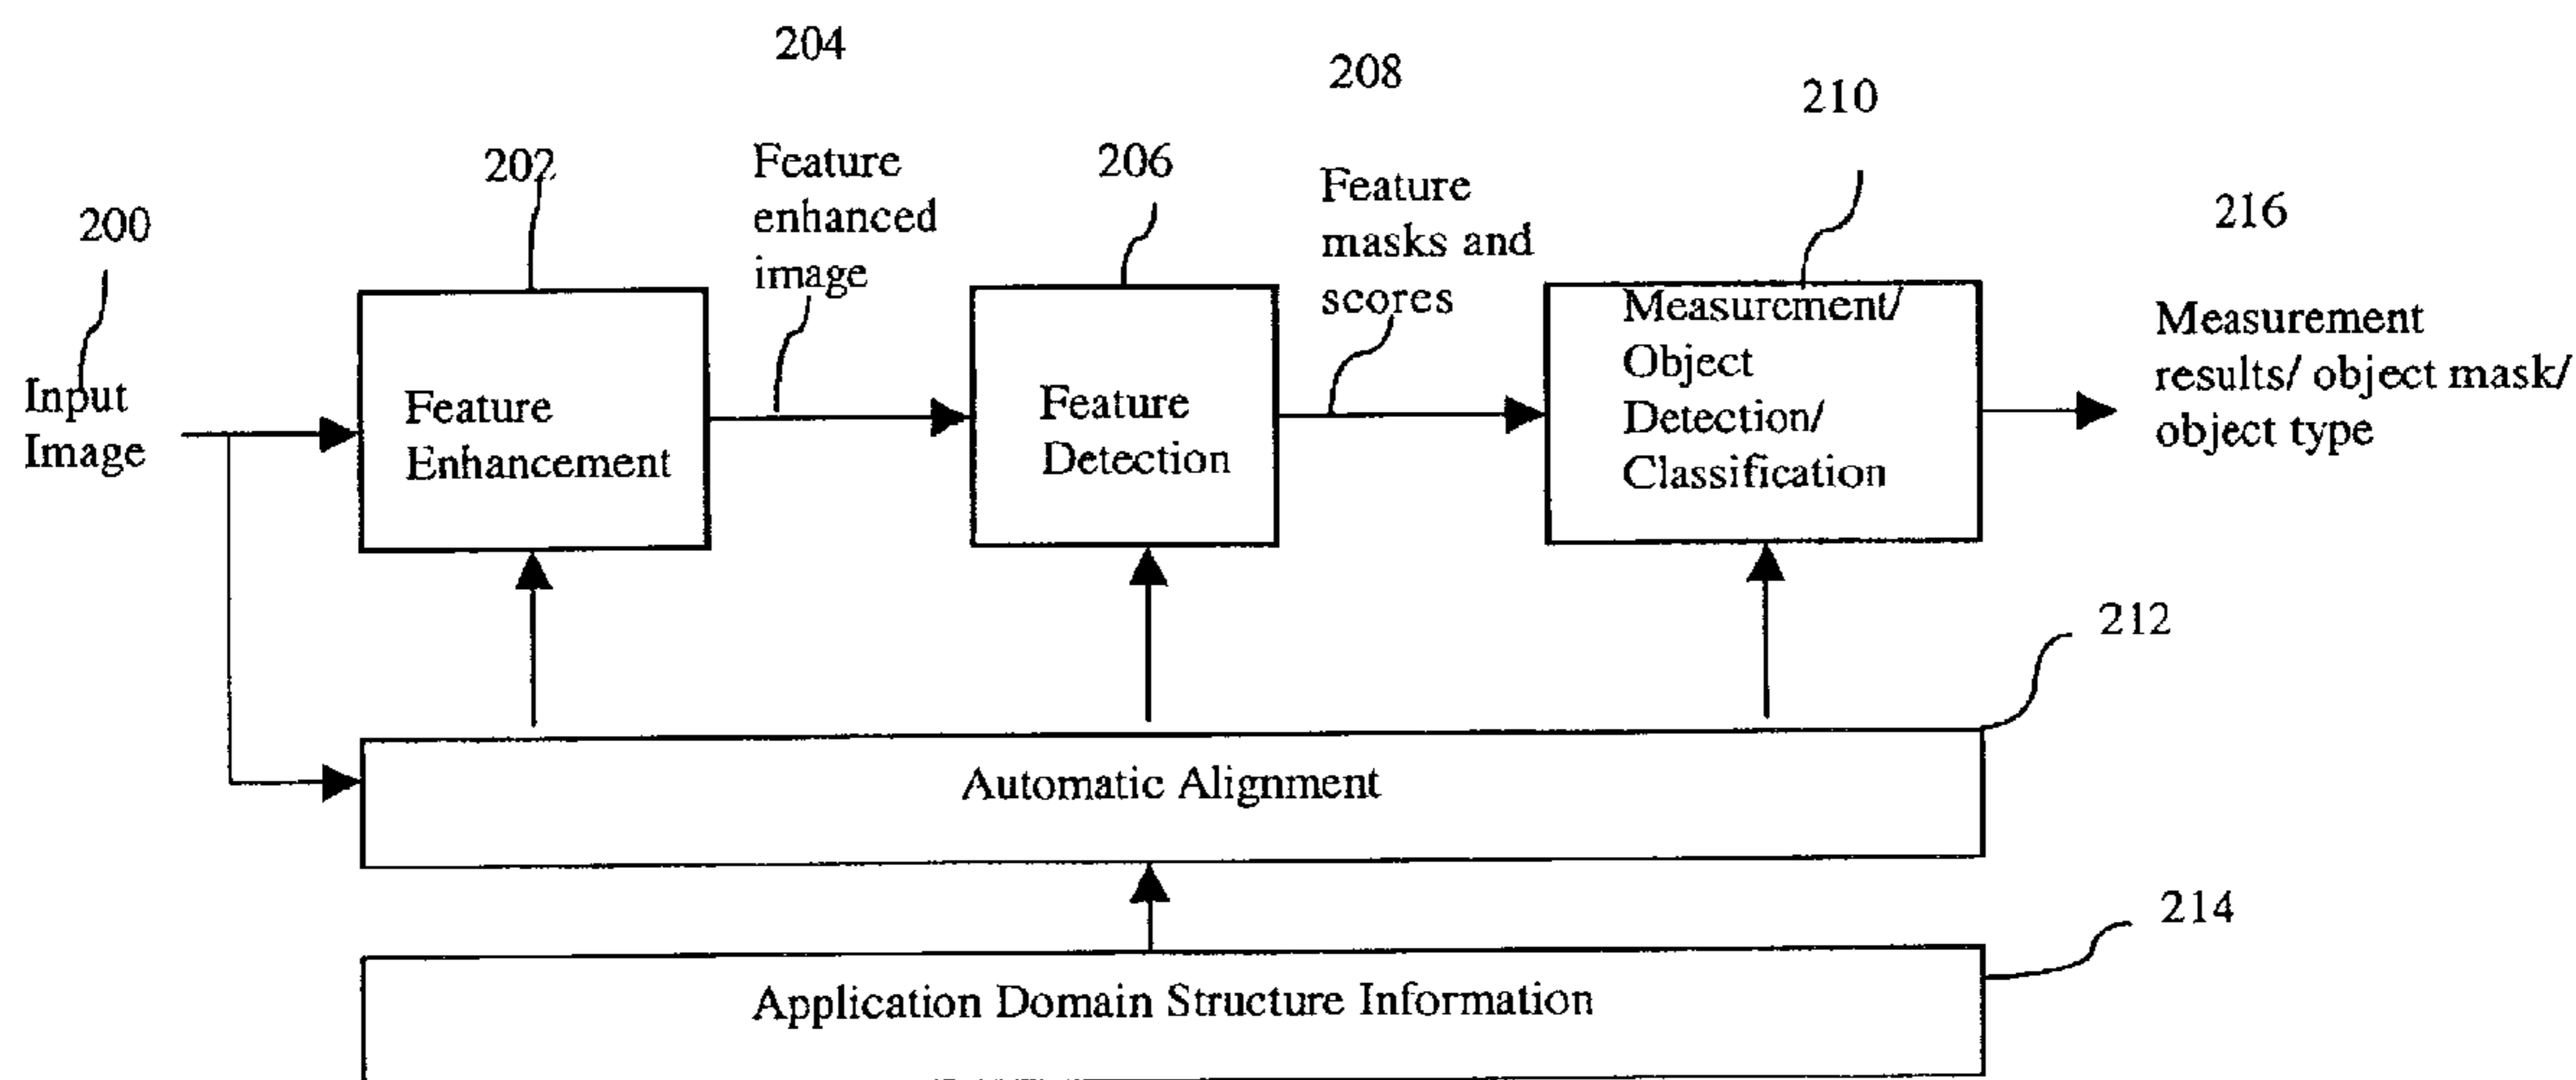 204
208
210
202
Feature
enhanced
image
206
Feature
masks and
scores
216
200
Measurement/
Object
Detection/
Classification
Measurement
results/ object mask/
object type
Input
Image
Feature
Enhancement
Feature
Detection
212
Automatic Alignment
214
Application Domain Structure Information